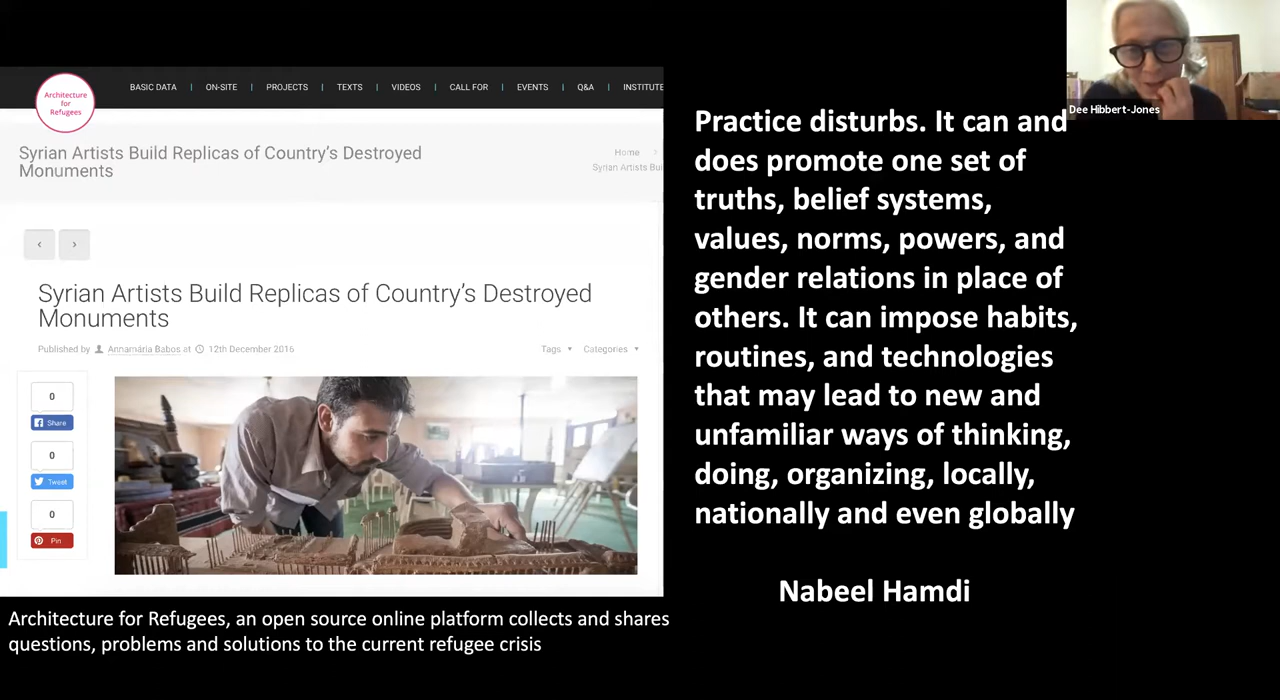 Architecture
for
Refugees
BASIC DATA
ON-SITE
PROJECTS
TEXTS
VIDEOS
CALL FOR
EVENTS
Q&A
INSTITUTE
Syrian Artists Build Replicas of Country’s Destroyed
Monuments
Home
Syrian Artists Bui
Syrian Artists Build Replicas of Country’s Destroyed
Monuments
Published by Annamária Babos at 12th December 2016
Tags
Categories
0
Share
0
Tweet
0
Pin
Architecture for Refugees, an open source online platform collects and shares
questions, problems and solutions to the current refugee crisis
Dee Hibbert-Jones
Practice disturbs. It can and
does promote one set of
truths, belief systems,
values, norms, powers, and
gender relations in place of
others. It can impose habits,
routines, and technologies
that may lead to new and
unfamiliar ways of thinking,
doing, organizing, locally,
nationally and even globally
Nabeel Hamdi